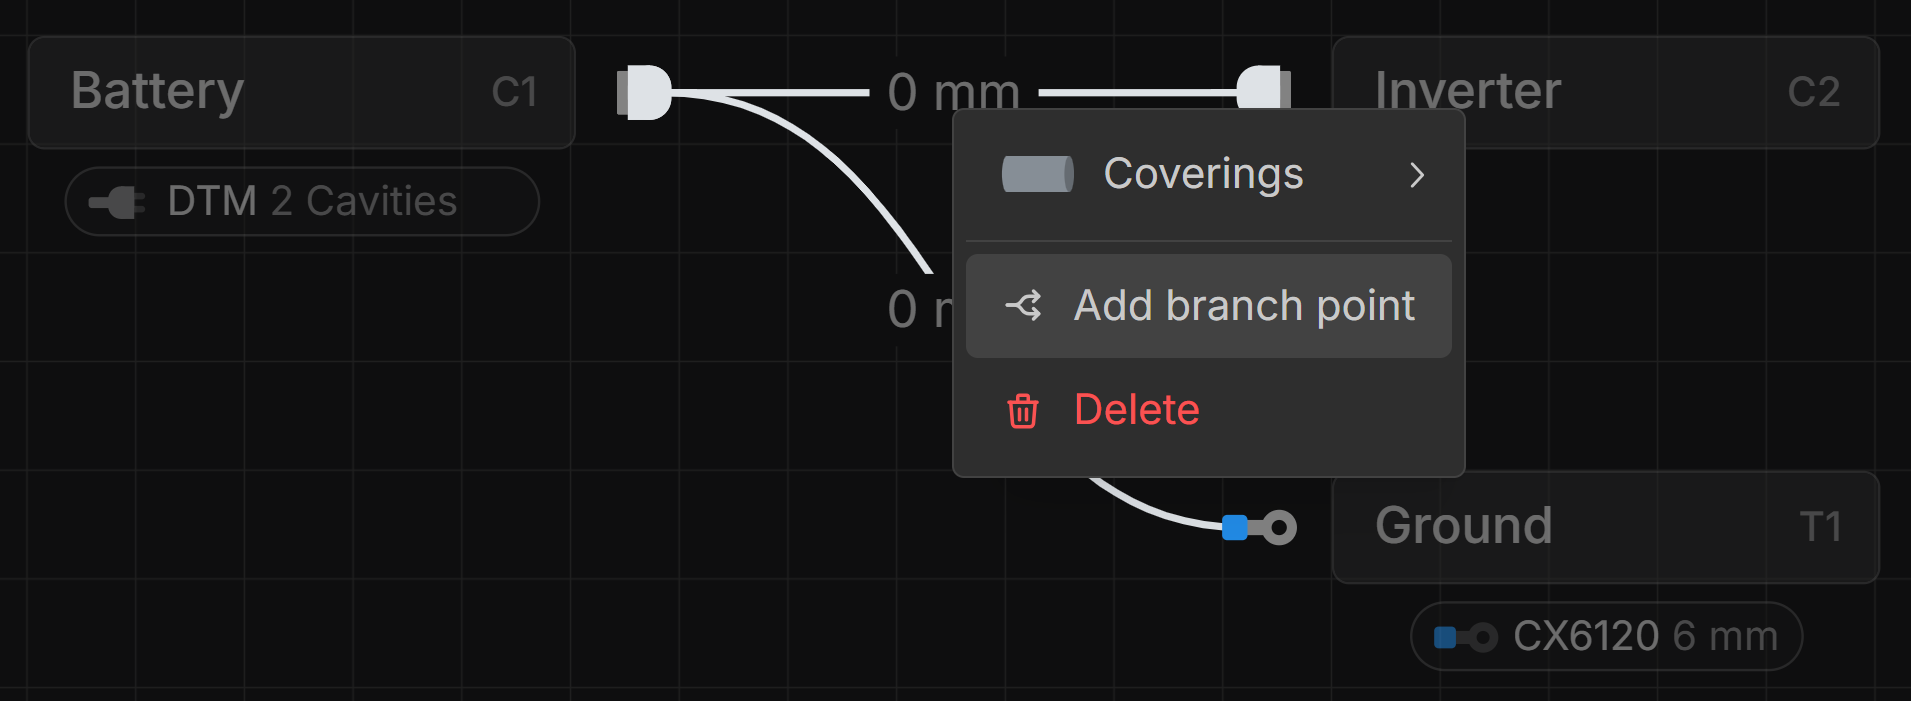 Battery C1
0 mm
Inverter C2
DTM 2 Cavities
Coverings
0
Add branch point
Delete
Ground T1
CX6120 6 mm